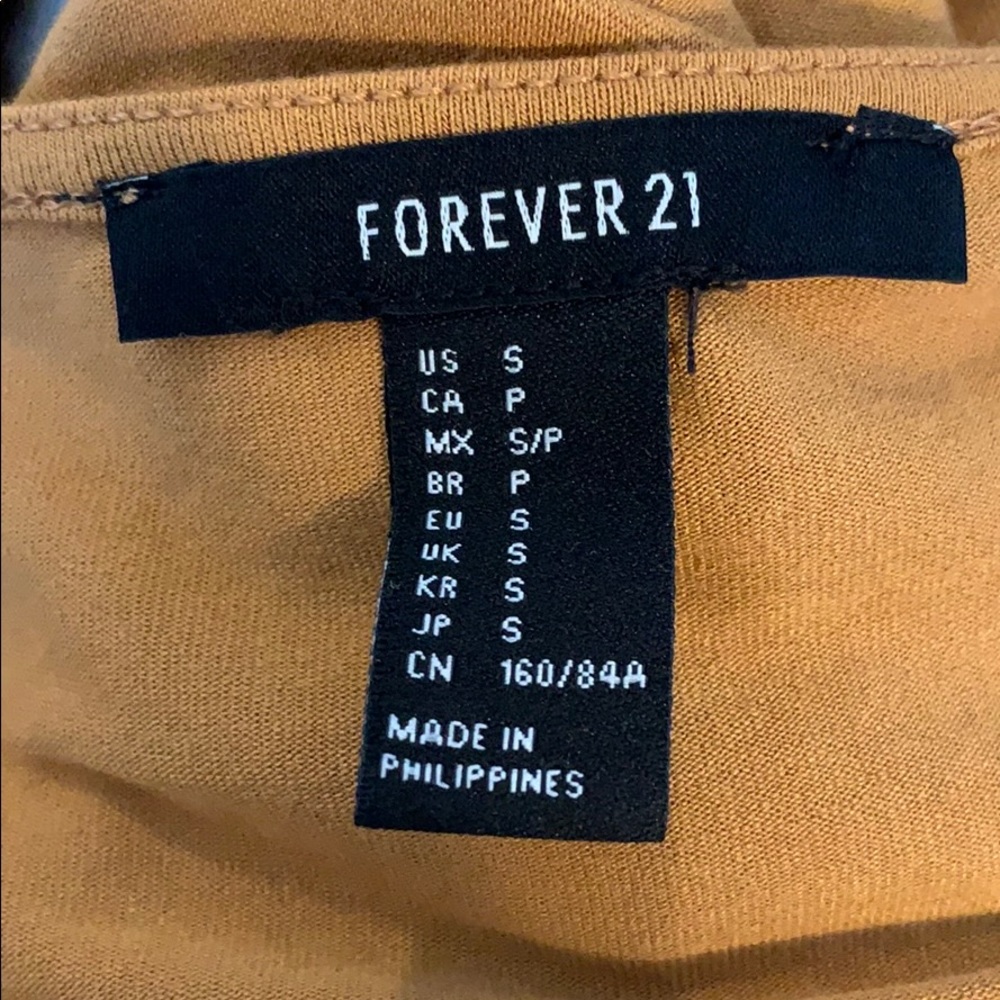 FOREVER 21
US S
CA P
MX S/P
BR P
EU S
UK S
KR S
JP S
CN 160/84A
MADE IN
PHILIPPINES